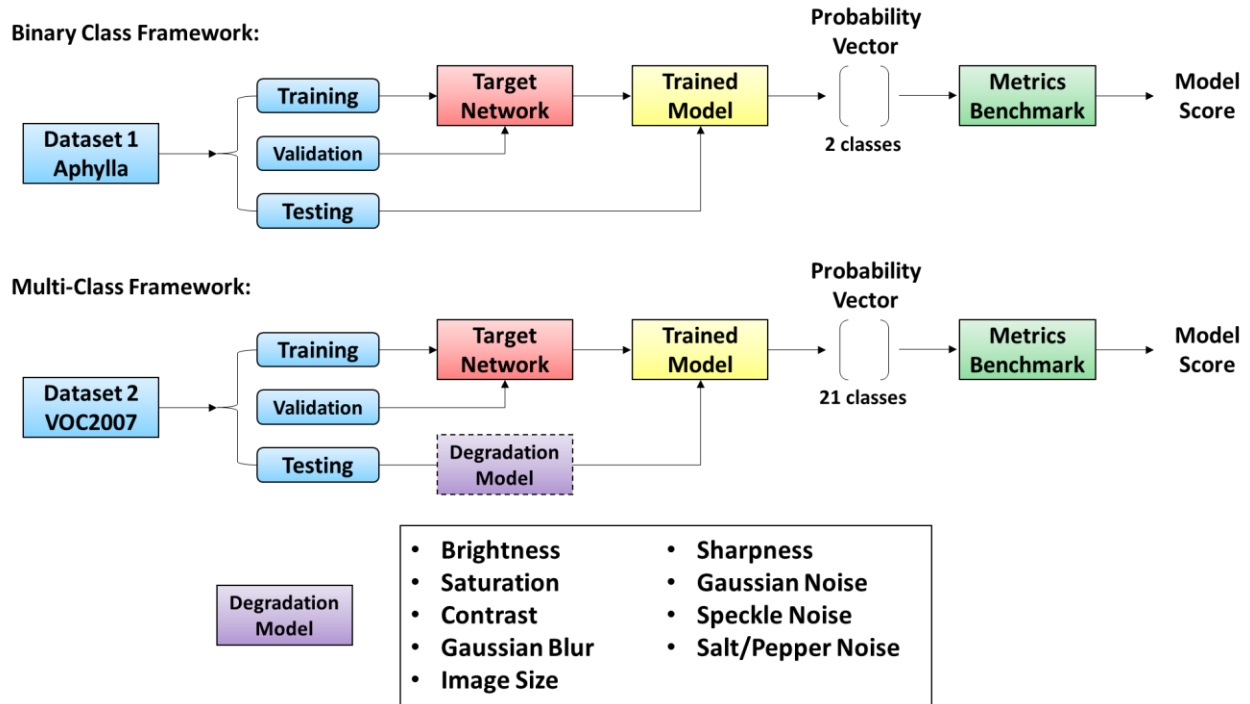 Binary Class Framework:
Probability
Vector
Training
Target
Network
Trained
Model
Metrics
Benchmark
Model
Score
Dataset 1
Aphylla
Validation
2 classes
Testing
Multi-Class Framework:
Probability
Vector
Training
Target
Network
Trained
Model
Metrics
Benchmark
Model
Score
Dataset 2
VOC2007
Validation
21 classes
Testing
Degradation
Model
Degradation
Model
• Brightness
• Saturation
• Contrast
• Gaussian Blur
• Image Size
• Sharpness
• Gaussian Noise
• Speckle Noise
• Salt/Pepper Noise